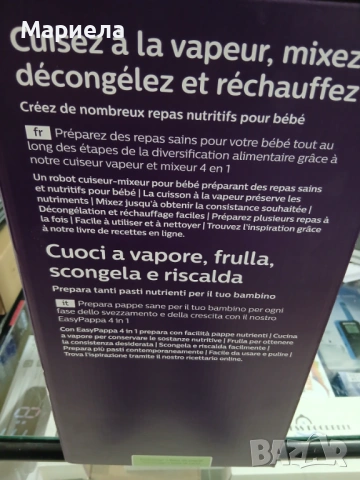 Mariela
Cuisez à la vapeur, mixez
décongelez et réchauffez
Créez de nombreux repas nutritifs pour bébé
fr Préparez des repas sains pour votre bébé tout au
long des étapes de la diversification alimentaire grâce à
notre cuiseur vapeur et mixeur 4 en 1
Un robot cuiseur-mixeur pour bébé préparant des repas sains
et nutritifs pour bébé | La cuisson à la vapeur préserve les
nutriments | Mixez jusqu'à obtenir la consistance souhaitée |
Décongélation et réchauffage faciles | Préparez plusieurs repas à
la fois | Facile à utiliser et à nettoyer | Trouvez l'inspiration grâce
à notre livre de recettes en ligne.
Cuoci a vapore, frulla,
scongela e riscalda
Prepara tanti pasti nutrienti per il tuo bambino
it Prepara pappe sane per il tuo bambino per ogni
fase dello svezzamento e della crescita con il nostro
EasyPappa 4 in 1
Con EasyPappa 4 in 1 prepara con facilità pappe nutrienti | Cucina
a vapore per conservare le sostanze nutritive | Frulla per ottenere
la consistenza desiderata | Scongela e riscalda facilmente |
Prepara più pasti contemporaneamente | Facile da usare e pulire |
Trova l'ispirazione tramite il nostro ricettario online.
BAZAR